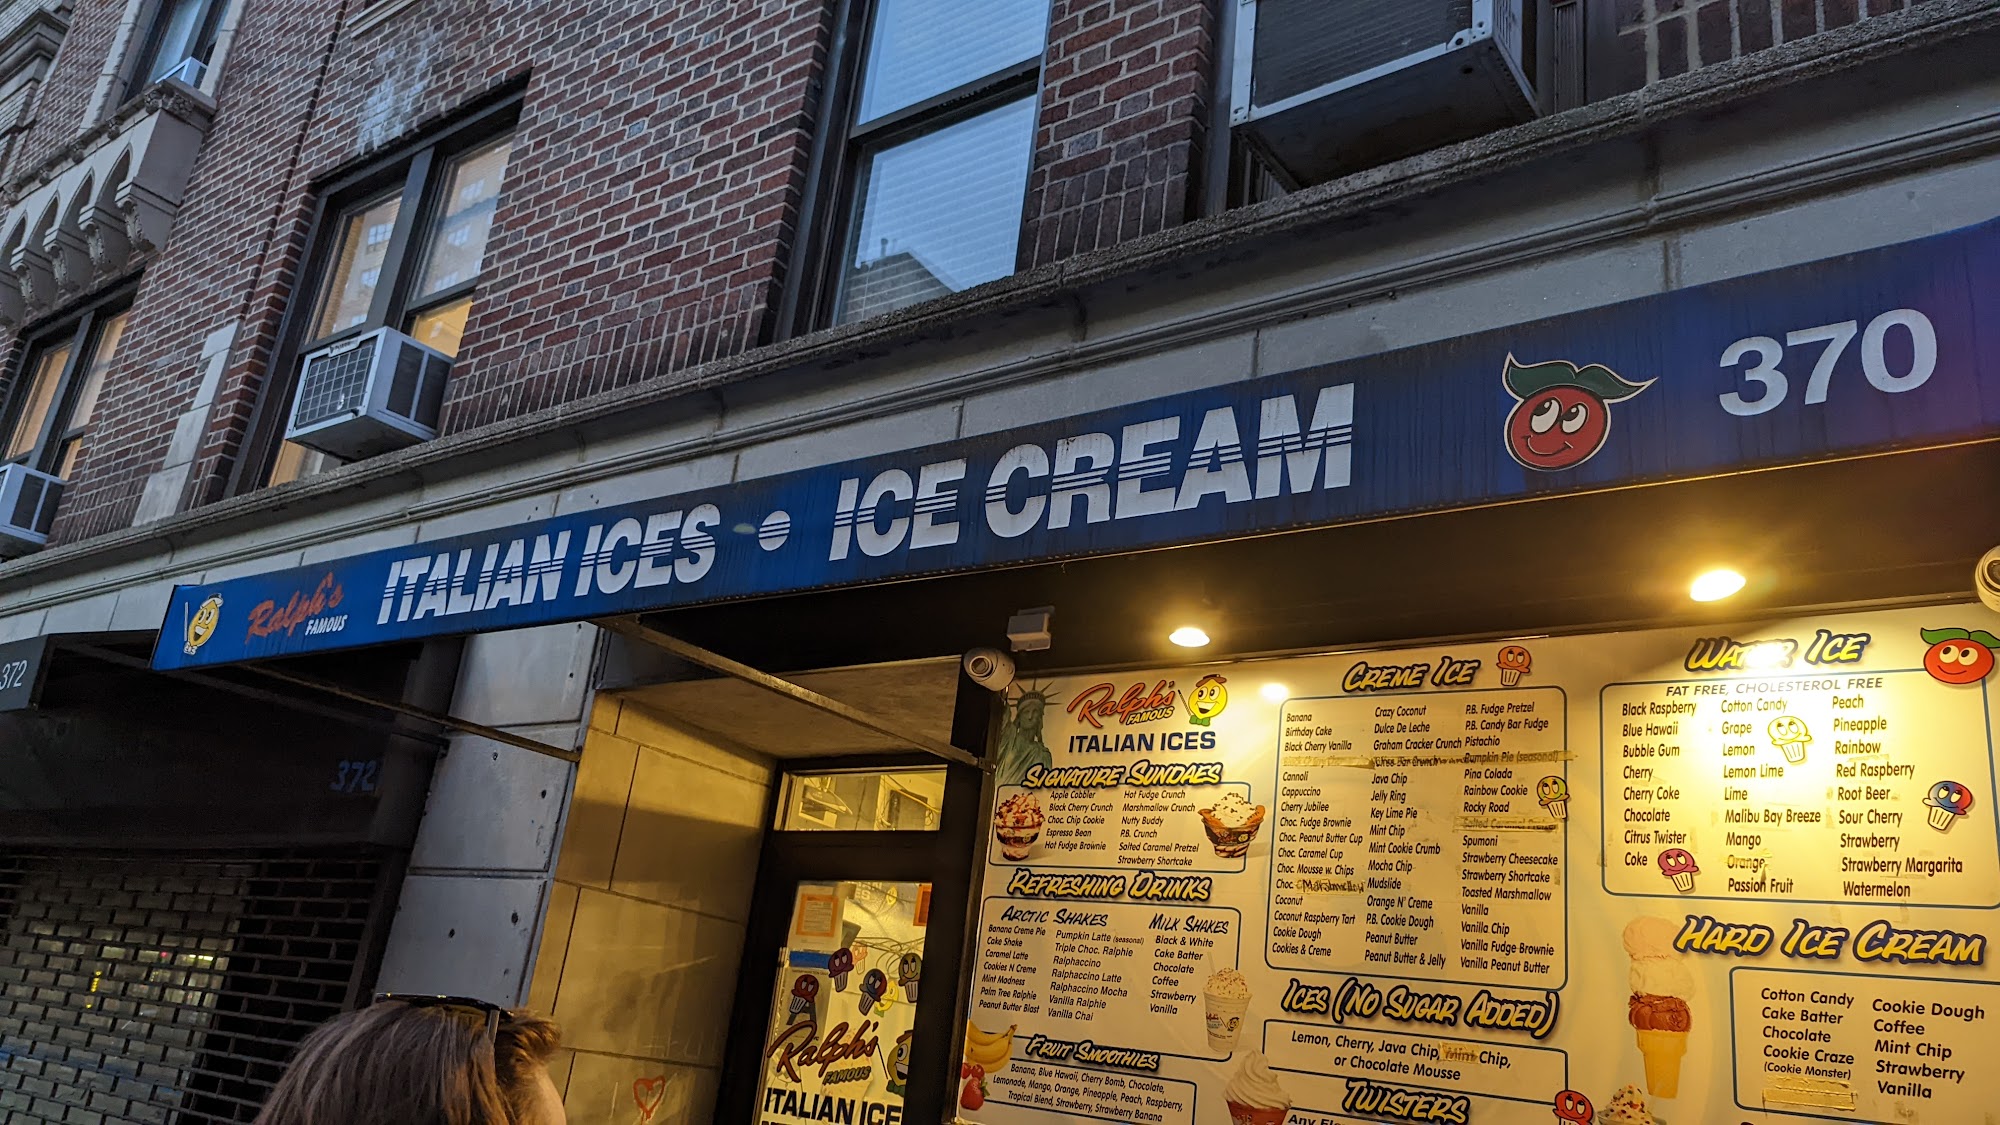 Ralph's
FAMOUS
ITALIAN ICES • ICE CREAM
370
372
372
Ralph's
FAMOUS
ITALIAN ICES
SIGNATURE SUNDAES
Apple Cobbler
Black Cherry Crunch
Choc. Chip Cookie
Espresso Bean
Hot Fudge Brownie
Hot Fudge Crunch
Marshmallow Crunch
Nutty Buddy
P.B. Crunch
Salted Caramel Pretzel
Strawberry Shortcake
REFRESHING DRINKS
ARCTIC SHAKES
Banana Creme Pie
Cake Shake
Caramel Latte
Cookies N Creme
Mint Madness
Palm Tree Ralphie
Peanut Butter Blast
Pumpkin Latte (seasonal)
Triple Choc. Ralphie
Ralphaccino
Ralphaccino Latte
Ralphaccino Mocha
Vanilla Ralphie
Vanilla Chai
MILK SHAKES
Black & White
Cake Batter
Chocolate
Coffee
Strawberry
Vanilla
FRUIT SMOOTHIES
Banana, Blue Hawaii, Cherry Bomb, Chocolate,
Lemonade, Mango, Orange, Pineapple, Peach, Raspberry,
Tropical Blend, Strawberry, Strawberry Banana
CREME ICE
Banana
Birthday Cake
Black Cherry Vanilla
Cannoli
Cappuccino
Cherry Jubilee
Choc. Fudge Brownie
Choc. Peanut Butter Cup
Choc. Caramel Cup
Choc. Mousse w. Chips
Choc. Marshmallow
Coconut
Coconut Raspberry Tart
Cookie Dough
Cookies & Creme
Crazy Coconut
Dulce De Leche
Graham Cracker Crunch
Java Chip
Jelly Ring
Key Lime Pie
Mint Chip
Mint Cookie Crumb
Mocha Chip
Mudslide
Orange N' Creme
P.B. Cookie Dough
Peanut Butter
Peanut Butter & Jelly
P.B. Fudge Pretzel
P.B. Candy Bar Fudge
Pistachio
Pumpkin Pie (seasonal)
Pina Colada
Rainbow Cookie
Rocky Road
Salted Caramel Pretzel
Spumoni
Strawberry Cheesecake
Strawberry Shortcake
Toasted Marshmallow
Vanilla
Vanilla Chip
Vanilla Fudge Brownie
Vanilla Peanut Butter
ICES (NO SUGAR ADDED)
Lemon, Cherry, Java Chip, Mint Chip,
or Chocolate Mousse
TWISTERS
Any
WATER ICE
FAT FREE, CHOLESTEROL FREE
Black Raspberry
Blue Hawaii
Bubble Gum
Cherry
Cherry Coke
Chocolate
Citrus Twister
Coke
Cotton Candy
Grape
Lemon
Lemon Lime
Lime
Malibu Bay Breeze
Mango
Orange
Passion Fruit
Peach
Pineapple
Rainbow
Red Raspberry
Root Beer
Sour Cherry
Strawberry
Strawberry Margarita
Watermelon
HARD ICE CREAM
Cotton Candy
Cake Batter
Chocolate
Cookie Craze
(Cookie Monster)
Cookie Dough
Coffee
Mint Chip
Strawberry
Vanilla
Ralph's
FAMOUS
ITALIAN ICE